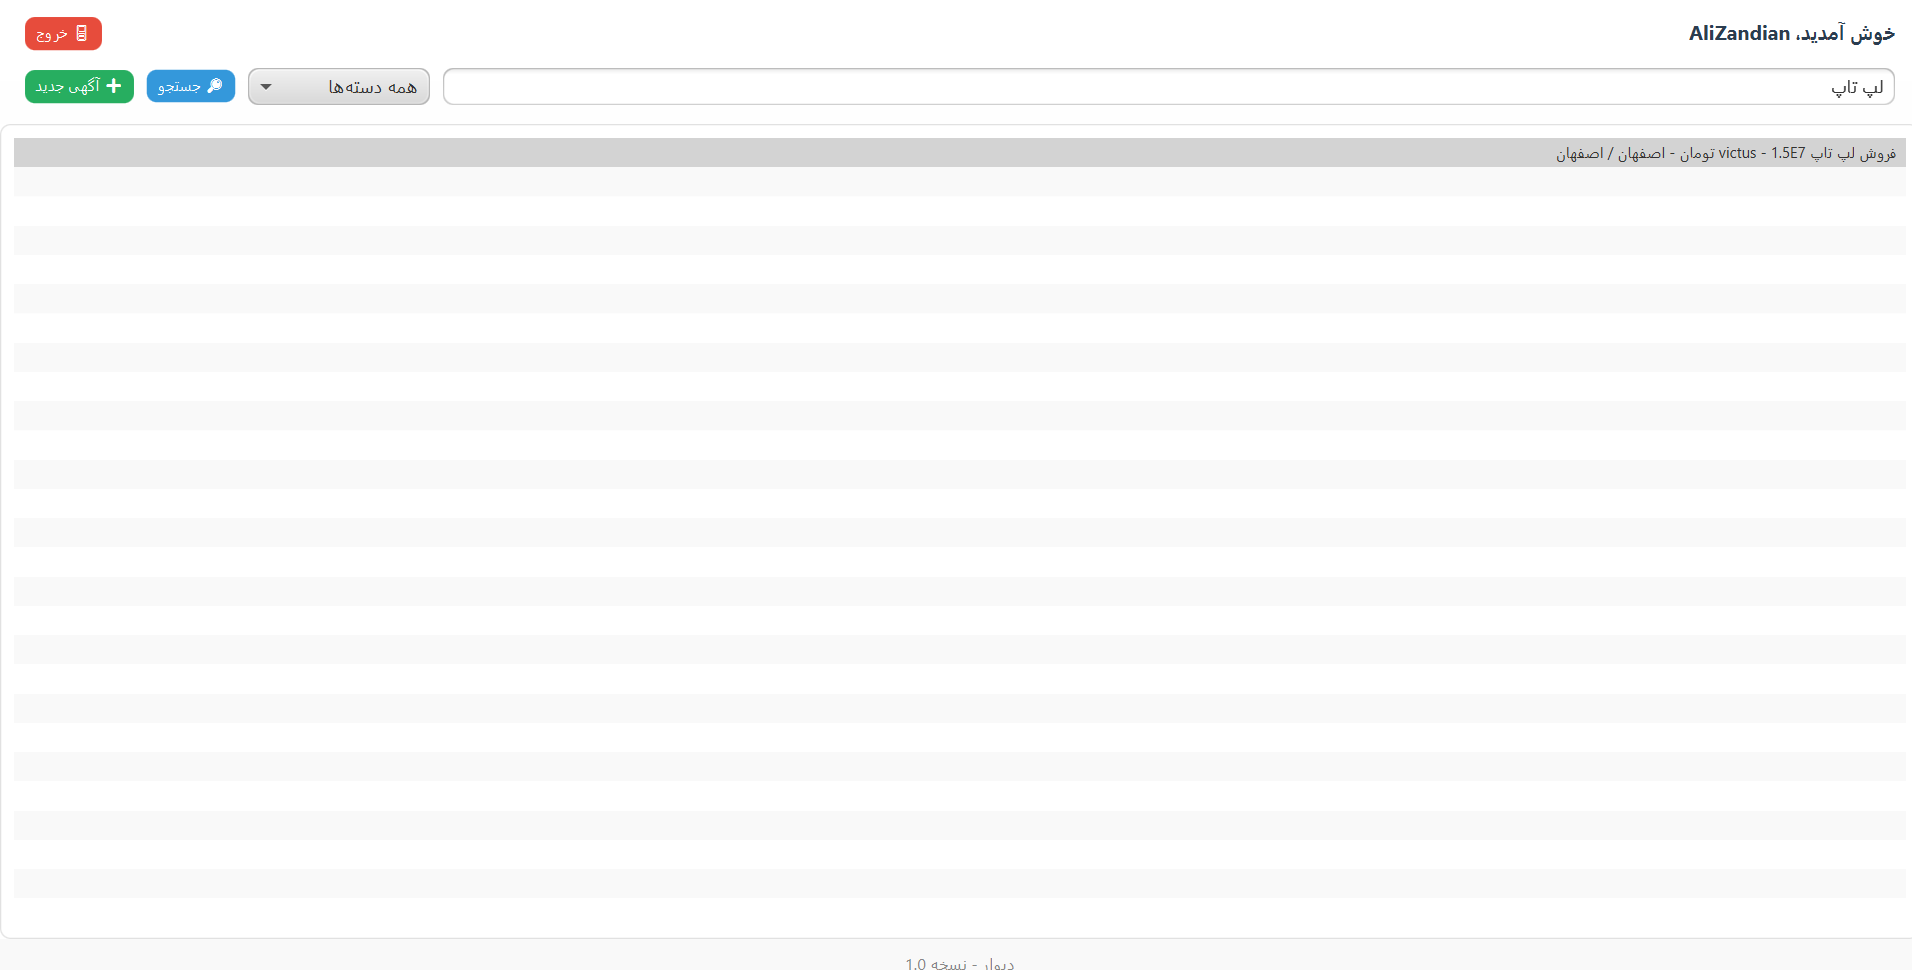 خوش آمدید، AliZandian
خروج
لپ تاپ
همه دسته‌ها
جستجو
آگهی جدید
فروش لپ تاپ victus - 1.5E7 تومان - اصفهان / اصفهان
دیوار - نسخه 1.0